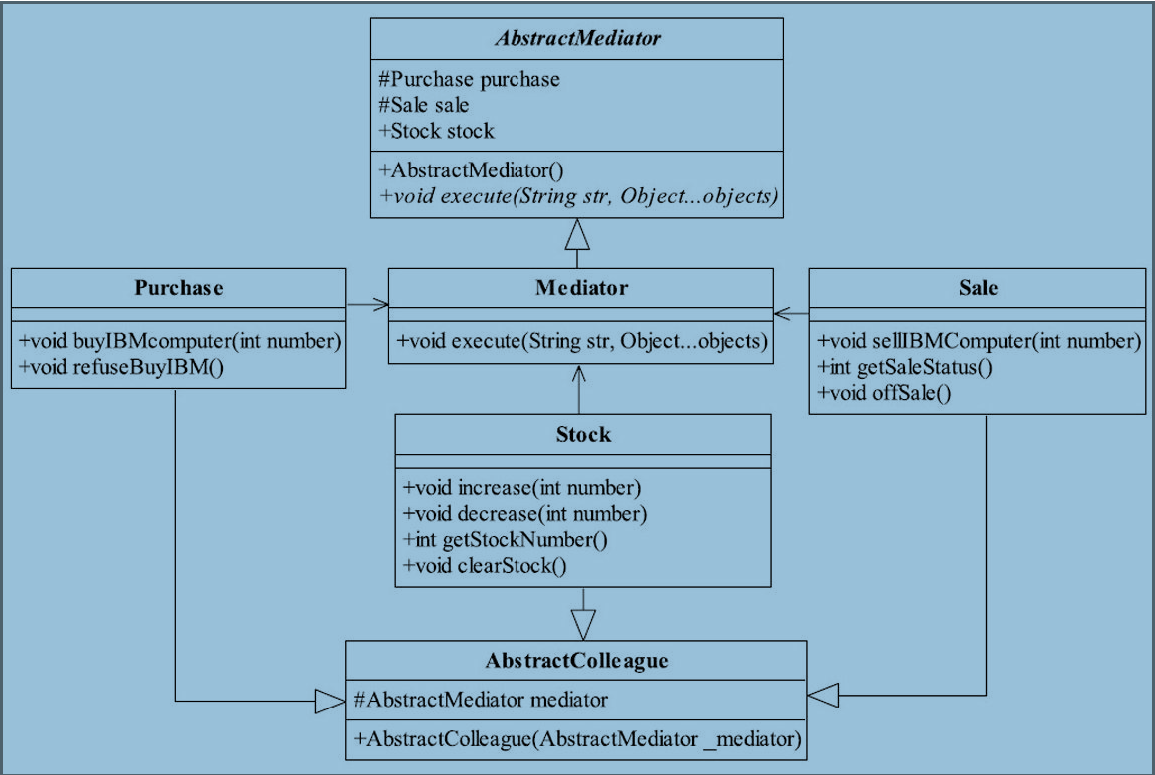 AbstractMediator
#Purchase purchase
#Sale sale
+Stock stock
+AbstractMediator()
+void execute(String str, Object...objects)
Purchase
+void buyIBMcomputer(int number)
+void refuseBuyIBM()
Mediator
+void execute(String str, Object...objects)
Sale
+void sellIBMComputer(int number)
+int getSaleStatus()
+void offSale()
Stock
+void increase(int number)
+void decrease(int number)
+int getStockNumber()
+void clearStock()
AbstractColleague
#AbstractMediator mediator
+AbstractColleague(AbstractMediator _mediator)